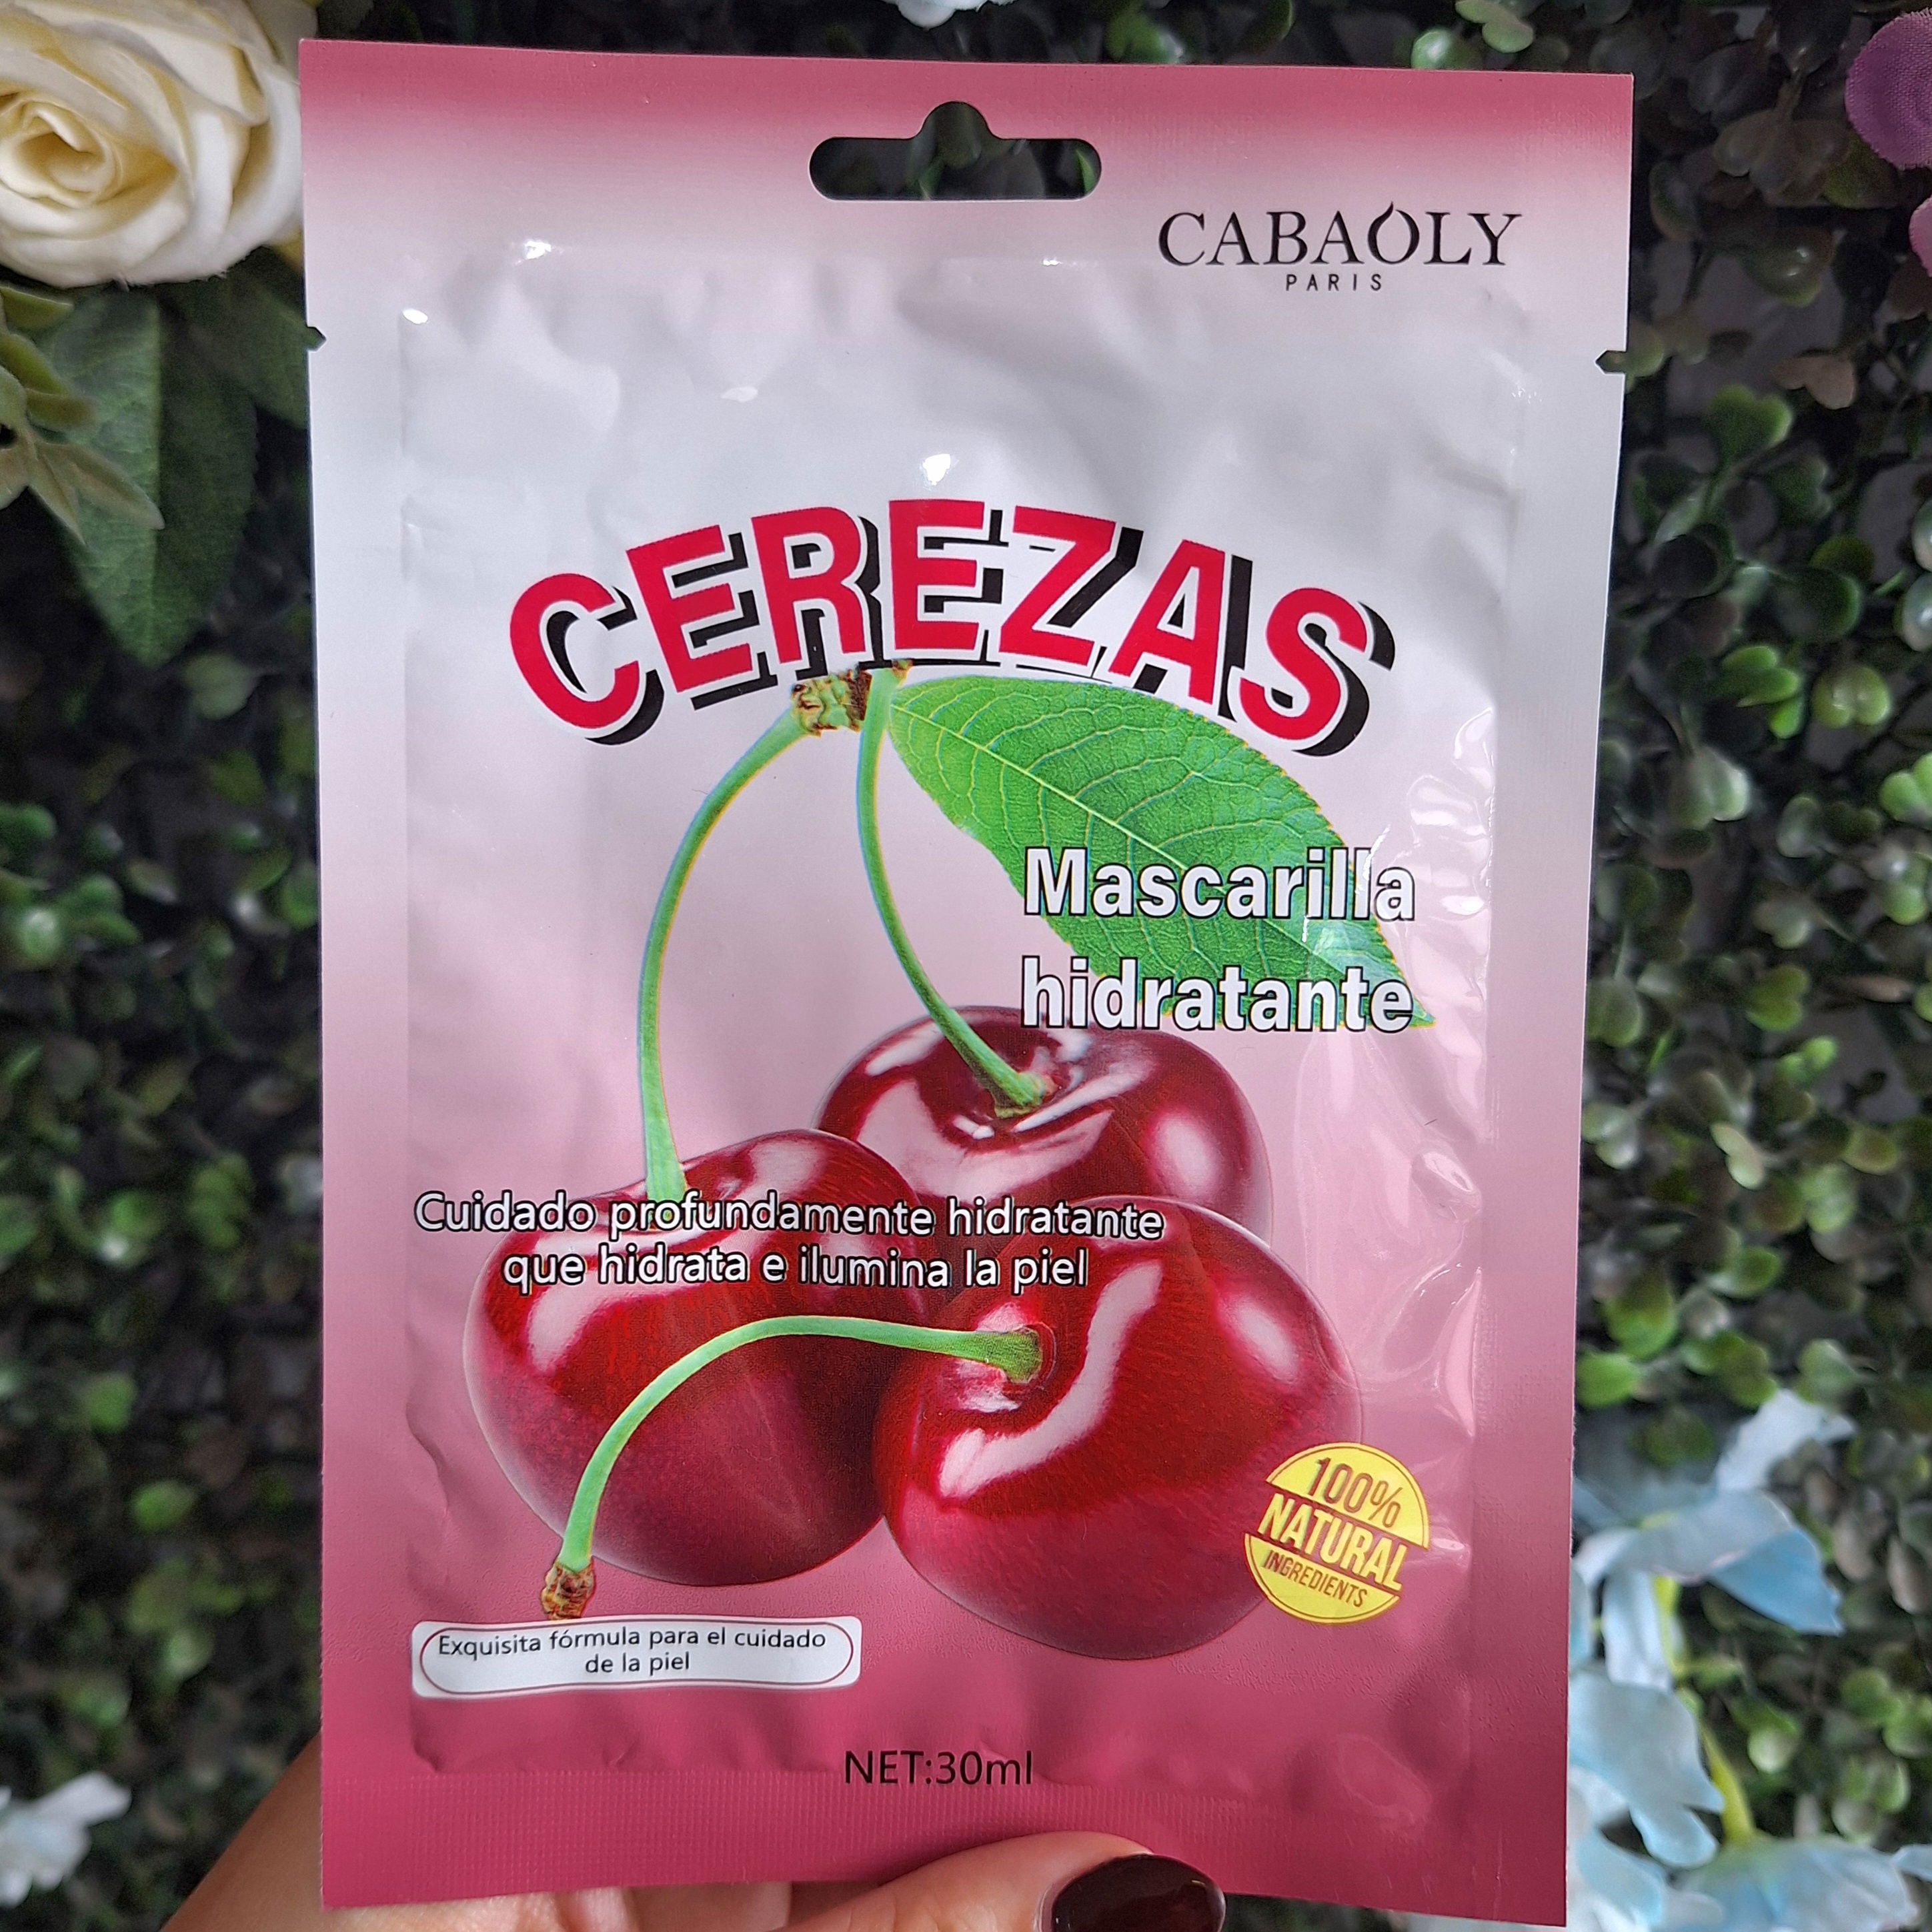 CABAOLY
PARIS
CEREZAS
Mascarilla
hidratante
Cuidado profundamente hidratante
que hidrata e ilumina la piel
100%
NATURAL
INGREDIENTS
Exquisita fórmula para el cuidado
de la piel
NET:30ml